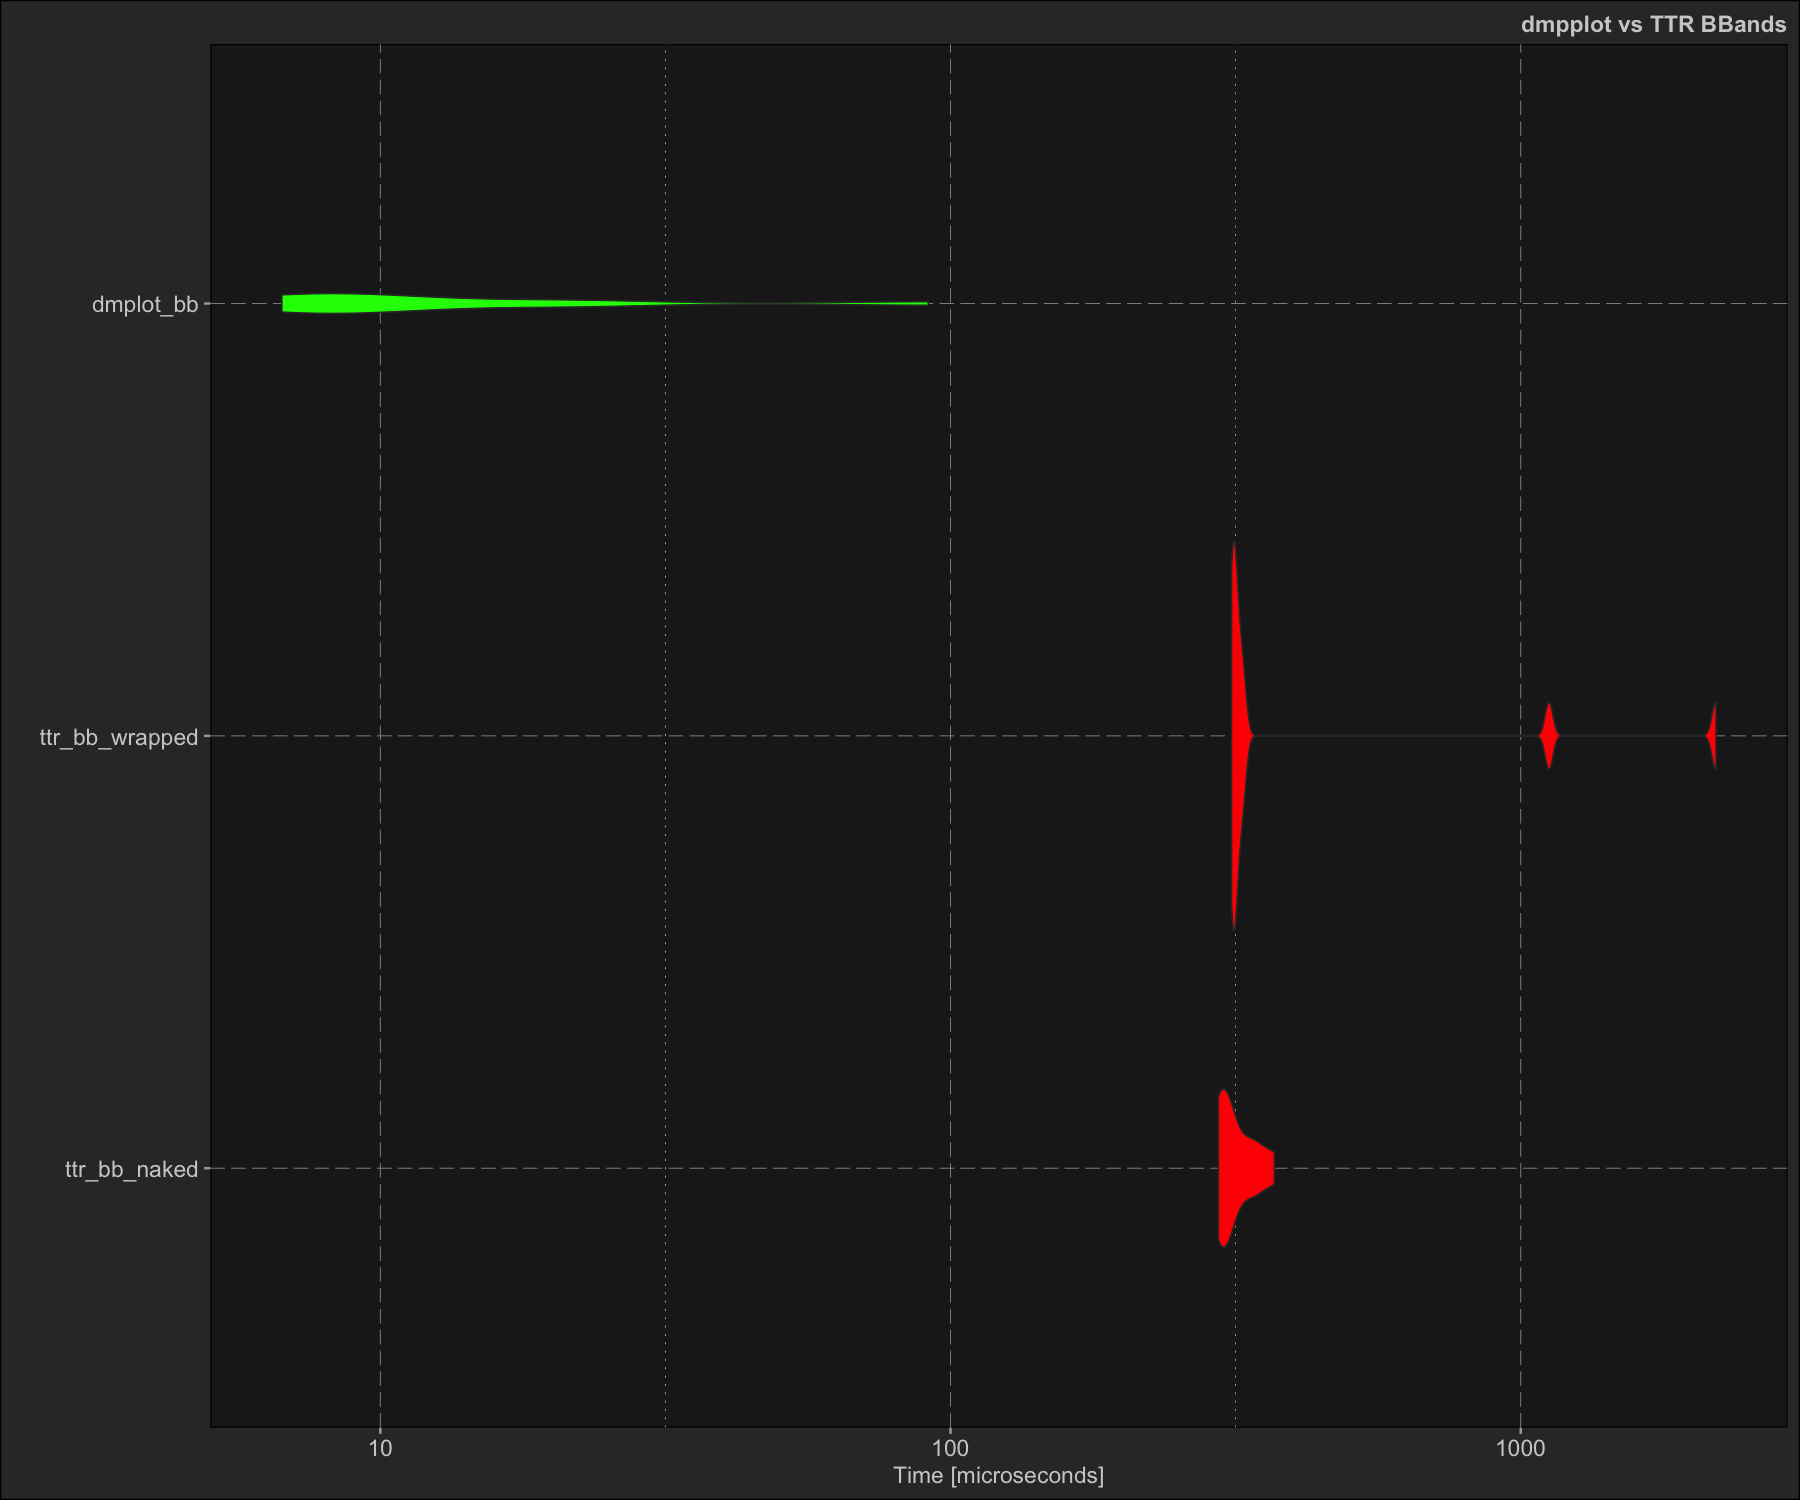 dmpplot vs TTR BBands
dmplot_bb
ttr_bb_wrapped
ttr_bb_naked
10 100 1000
Time [microseconds]